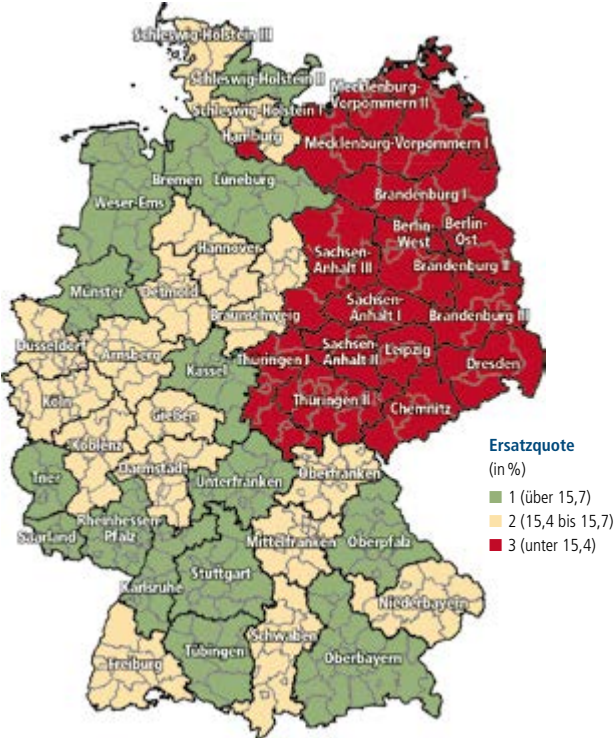 Schleswig-Holstein III
Schleswig-Holstein II
Mecklenburg-
Vorpommern II
Schleswig-Holstein I
Hamburg
Mecklenburg-Vorpommern I
Bremen
Lüneburg
Brandenburg I
Weser-Ems
Berlin-
West
Berlin-
Ost
Hannover
Sachsen-
Anhalt III
Brandenburg II
Münster
Detmold
Braunschweig
Sachsen-
Anhalt I
Brandenburg III
Düsseldorf
Arnsberg
Kassel
Thüringen I
Sachsen-
Anhalt II
Leipzig
Dresden
Köln
Gießen
Thüringen II
Chemnitz
Koblenz
Darmstadt
Unterfranken
Oberfranken
Trier
Saarland
Rheinhessen-
Pfalz
Mittelfranken
Oberpfalz
Karlsruhe
Stuttgart
Niederbayern
Freiburg
Tübingen
Schwaben
Oberbayern
Ersatzquote
(in %)
1 (über 15,7)
2 (15,4 bis 15,7)
3 (unter 15,4)